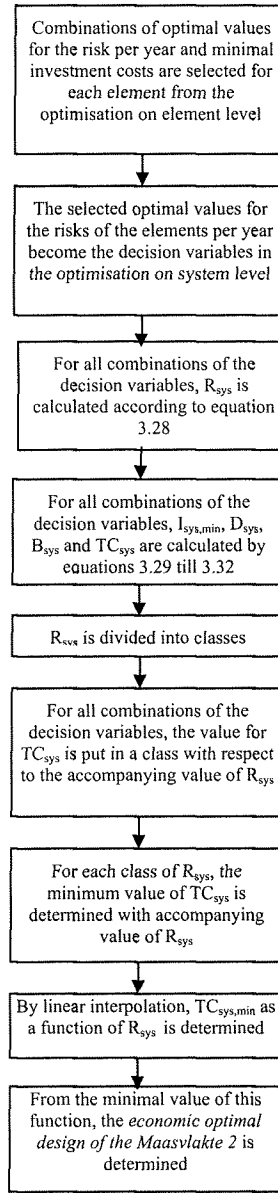 Combinations of optimal values
for the risk per year and minimal
investment costs are selected for
each element from the
optimisation on element level
The selected optimal values for
the risks of the elements per year
become the decision variables in
the optimisation on system level
For all combinations of the
decision variables, Rsys is
calculated according to equation
3.28
For all combinations of the
decision variables, Isys,min, Dsys,
Bsys and TCsys are calculated by
equations 3.29 till 3.32
Rsys is divided into classes
For all combinations of the
decision variables, the value for
TCsys is put in a class with respect
to the accompanying value of Rsys
For each class of Rsys, the
minimum value of TCsys is
determined with accompanying
value of Rsys
By linear interpolation, TCsys,min as
a function of Rsys is determined
From the minimal value of this
function, the economic optimal
design of the Maasvlakte 2 is
determined